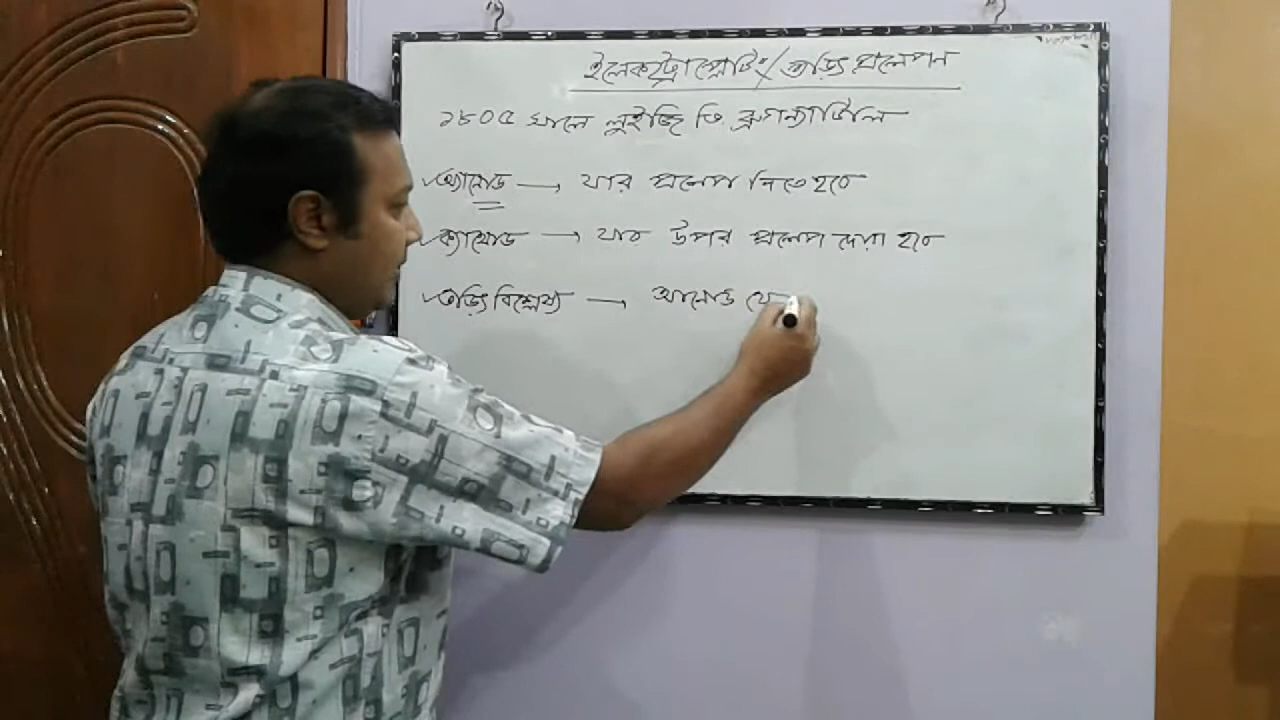 ইলেকট্রোপ্লেটিং/তড়িৎ প্রলেপন
১৮০৫ সালে লুইজি ভি. ব্রুগন্যাটেলি
অ্যানোড → যার প্রলেপ দিতে হবে
ক্যাথোড → যার উপর প্রলেপ দেয়া হবে
তড়িৎ বিশ্লেষ্য → অ্যানোড থে